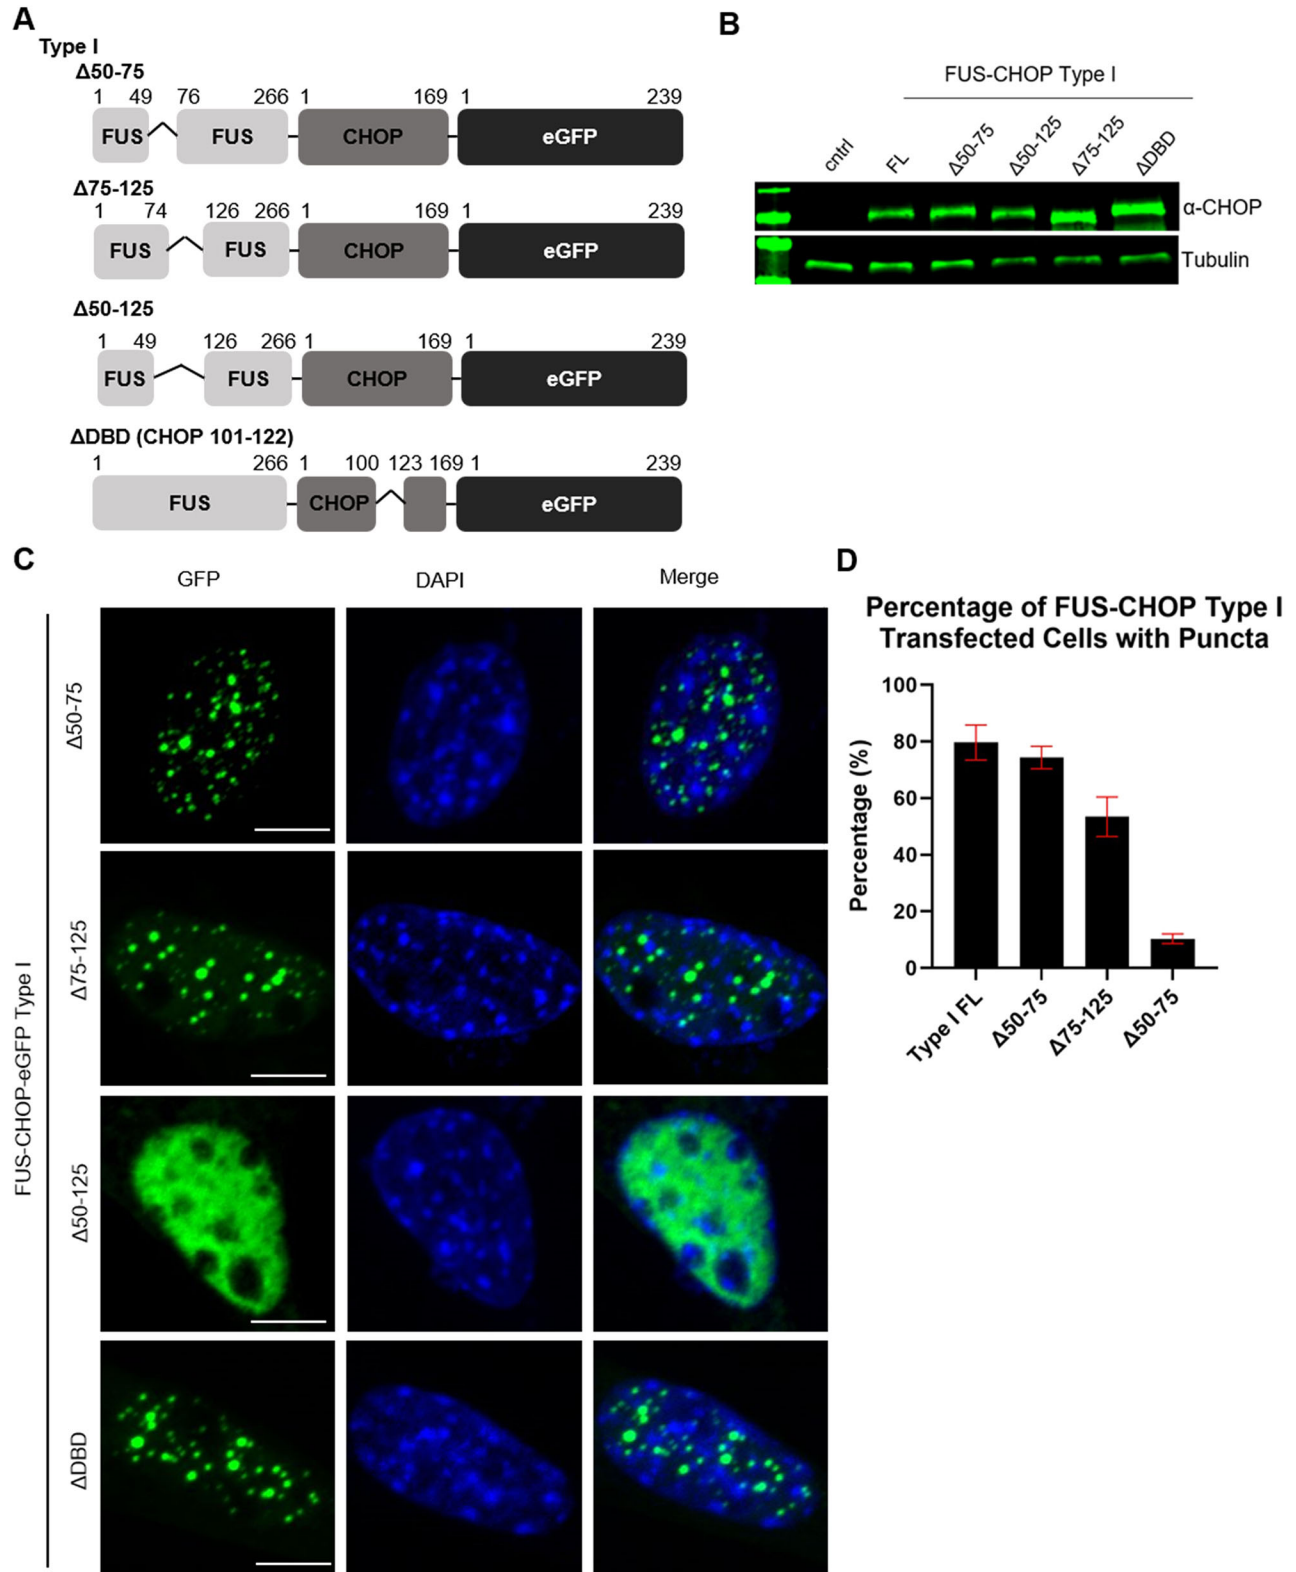 A
Type I
Δ50-75
1 49 76 266 1 169 1 239
FUS FUS CHOP eGFP
Δ75-125
1 74 126 266 1 169 1 239
FUS FUS CHOP eGFP
Δ50-125
1 49 126 266 1 169 1 239
FUS FUS CHOP eGFP
ΔDBD (CHOP 101-122)
1 266 1 100 123 169 1 239
FUS CHOP eGFP
B
FUS-CHOP Type I
cntrl FL Δ50-75 Δ50-125 Δ75-125 ΔDBD
α-CHOP
Tubulin
C
GFP DAPI Merge
FUS-CHOP-eGFP Type I
Δ50-75
Δ75-125
Δ50-125
ΔDBD
D
Percentage of FUS-CHOP Type I
Transfected Cells with Puncta
Percentage (%)
100
80
60
40
20
0
Type I FL Δ50-75 Δ75-125 Δ50-75